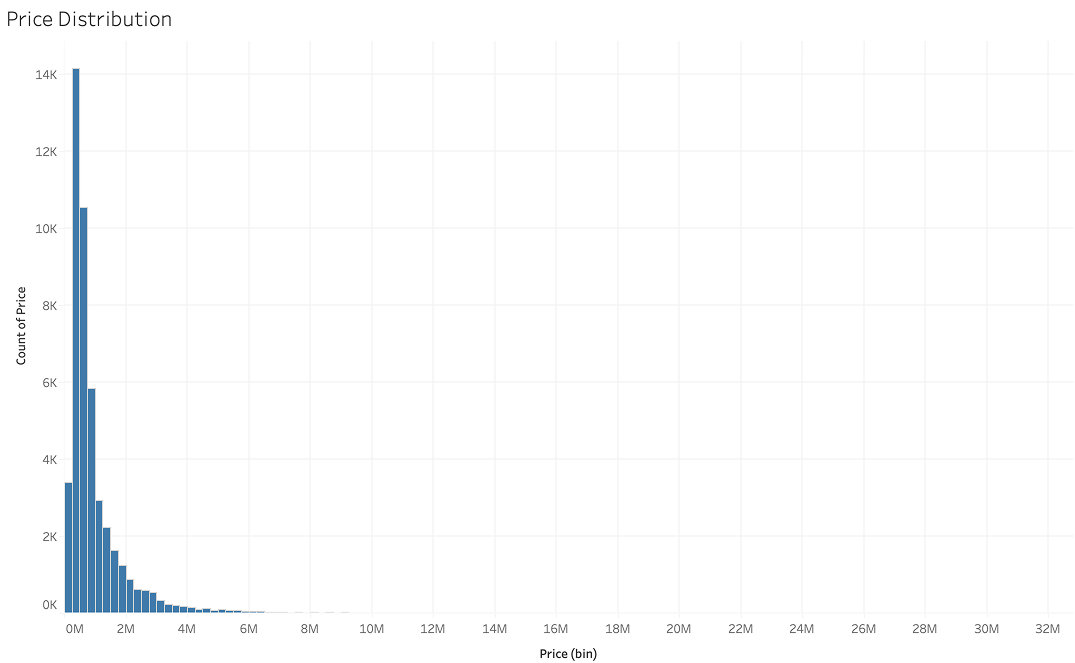 Price Distribution
14K
12K
10K
8K
6K
4K
2K
0K
Count of Price
0M 2M 4M 6M 8M 10M 12M 14M 16M 18M 20M 22M 24M 26M 28M 30M 32M
Price (bin)